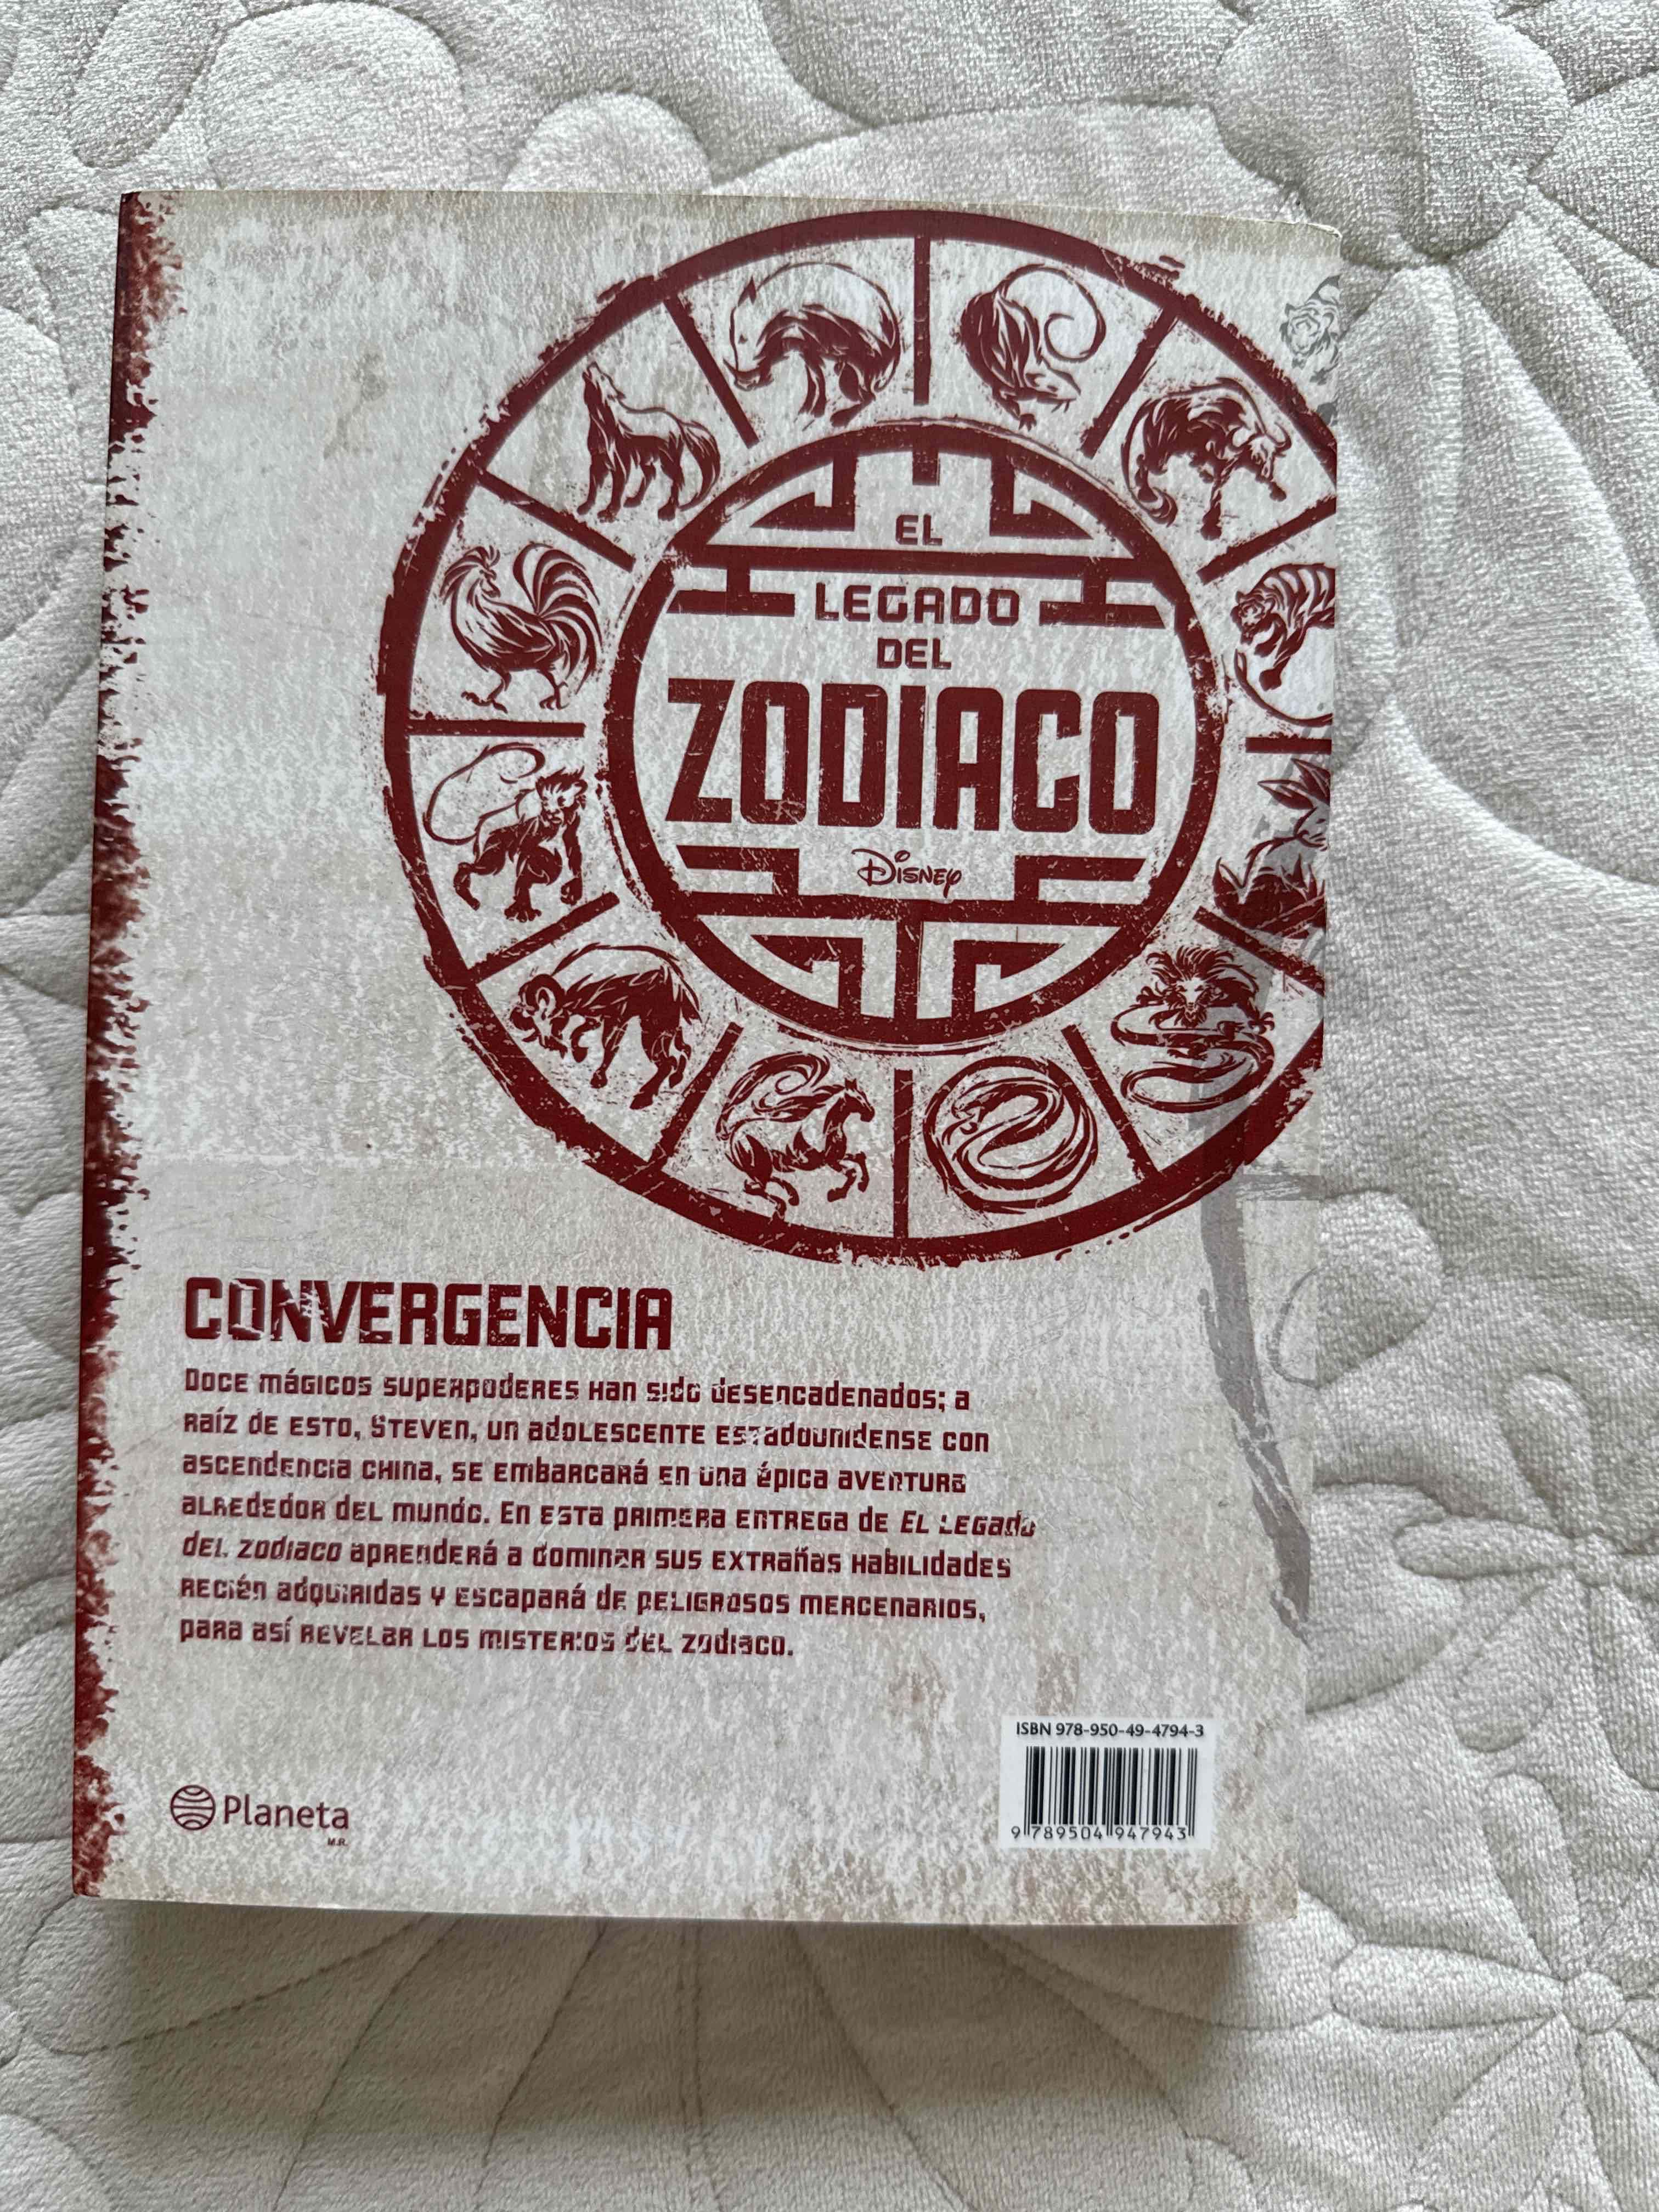 EL
LEGADO
DEL
ZODIACO
Disney
CONVERGENCIA
Doce mágicos superpoderes han sido desencadenados; a
raíz de esto, Steven, un adolescente estadounidense con
ascendencia china, se embarcará en una épica aventura
alrededor del mundo. En esta primera entrega de El Legado
del zodiaco aprenderá a dominar sus extrañas habilidades
recién adquiridas y escapará de peligrosos mercenarios,
para así revelar los misterios del zodiaco.
ISBN 978-950-49-4794-3
9 789504 947943
Planeta
M.R.